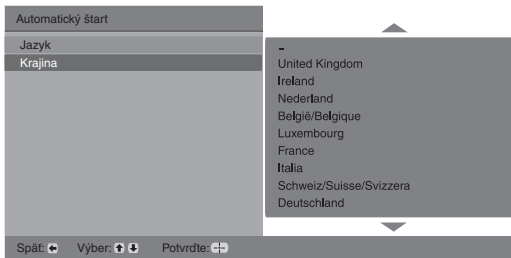 Automatický štart
Jazyk
Krajina
-
United Kingdom
Ireland
Nederland
België/Belgique
Luxembourg
France
Italia
Schweiz/Suisse/Svizzera
Deutschland
Späť: Výber: Potvrďte: